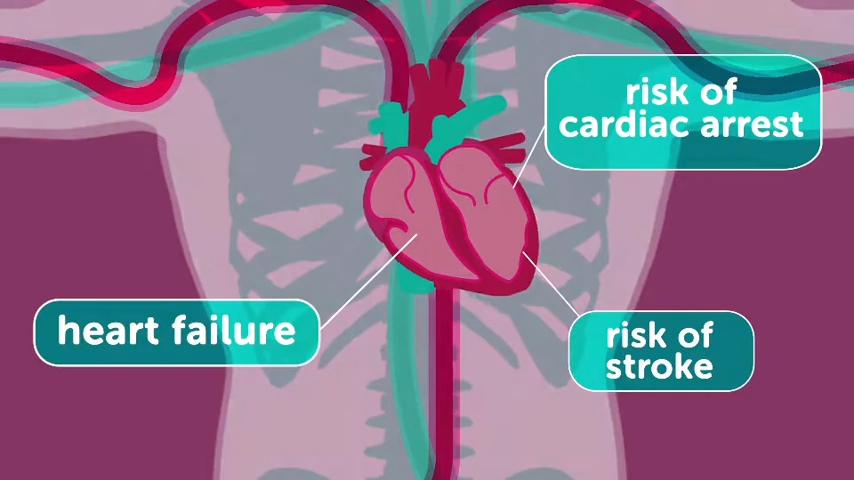 risk of
cardiac arrest
heart failure
risk of
stroke